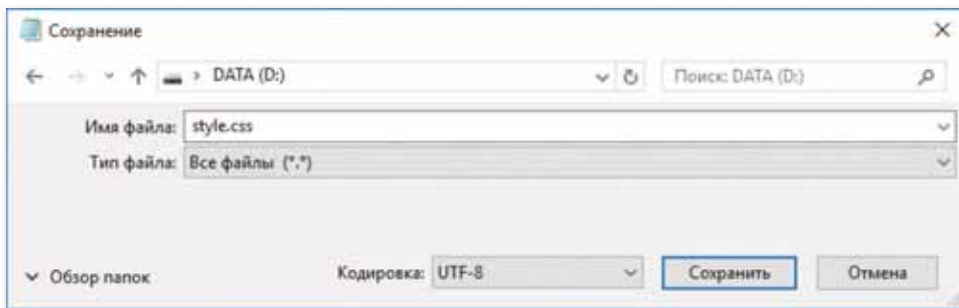 Сохранение
DATA (D:)
Поиск: DATA (D:)
Имя файла: style.css
Тип файла: Все файлы (*.*)
Обзор папок
Кодировка: UTF-8
Сохранить
Отмена